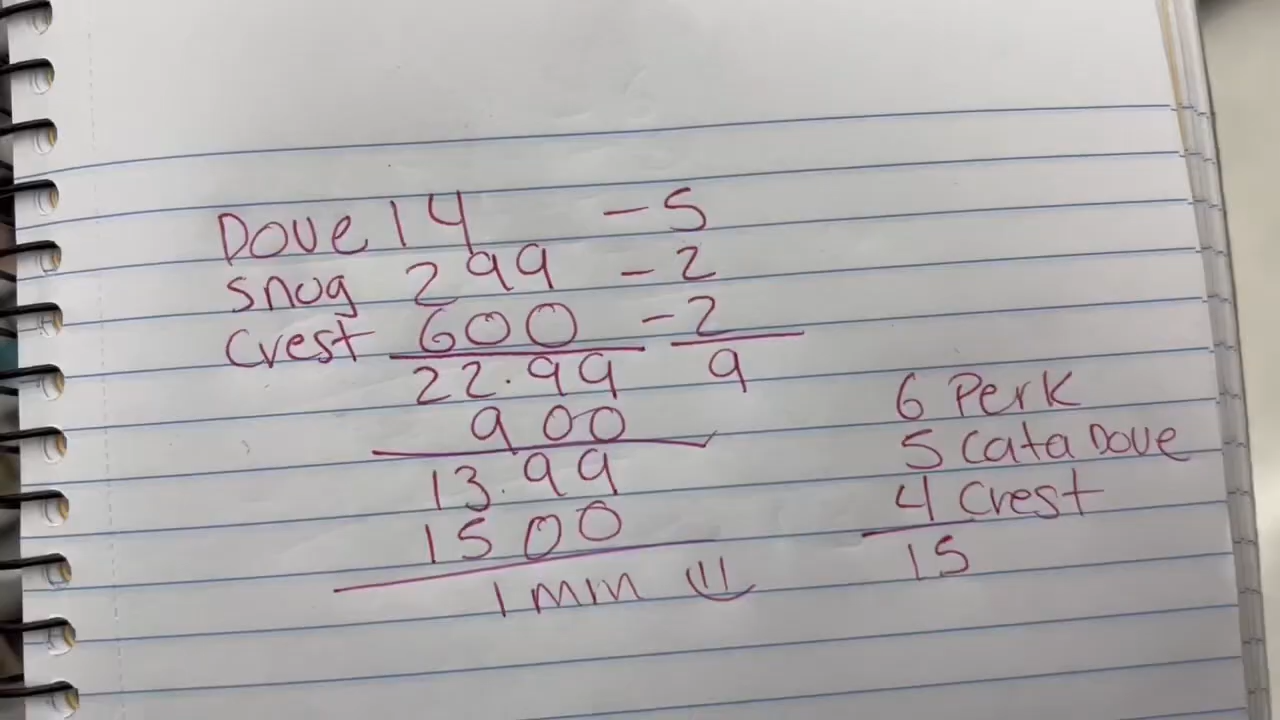 Dove 14 - 5
Snug 299 - 2
Crest 600 - 2
22.99 9
900
13.99
1500
1 mm
6 Perk
5 Cata Dove
4 Crest
15